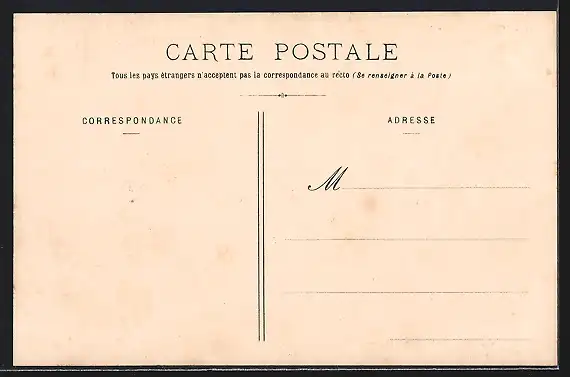 CARTE POSTALE
Tous les pays étrangers n'acceptent pas la correspondance au recto (Se renseigner à la Poste)
CORRESPONDANCE
ADRESSE
M